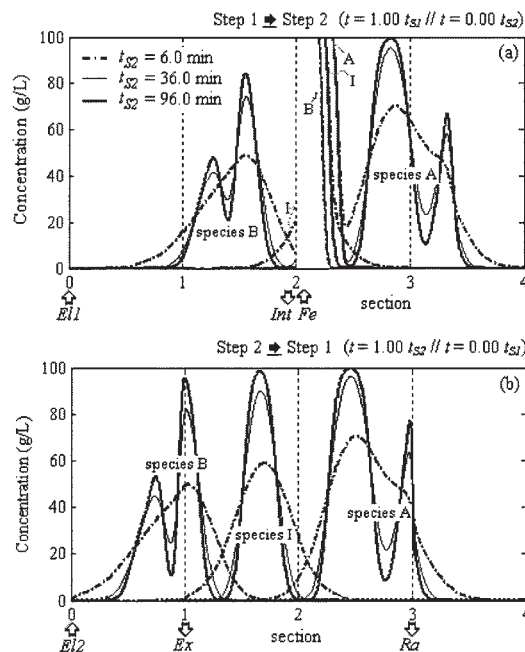 Step 1 ➡ Step 2 (t = 1.00 tS1 // t = 0.00 tS2)
(a)
tS2 = 6.0 min
tS2 = 36.0 min
tS2 = 96.0 min
A
I
B
I
species A
species B
Concentration (g/L)
100
80
60
40
20
0
0 1 2 3 4
section
El1 Int Fe
Step 2 ➡ Step 1 (t = 1.00 tS2 // t = 0.00 tS1)
(b)
species B
species I
species A
Concentration (g/L)
100
80
60
40
20
0
0 1 2 3 4
section
El2 Ex Ra